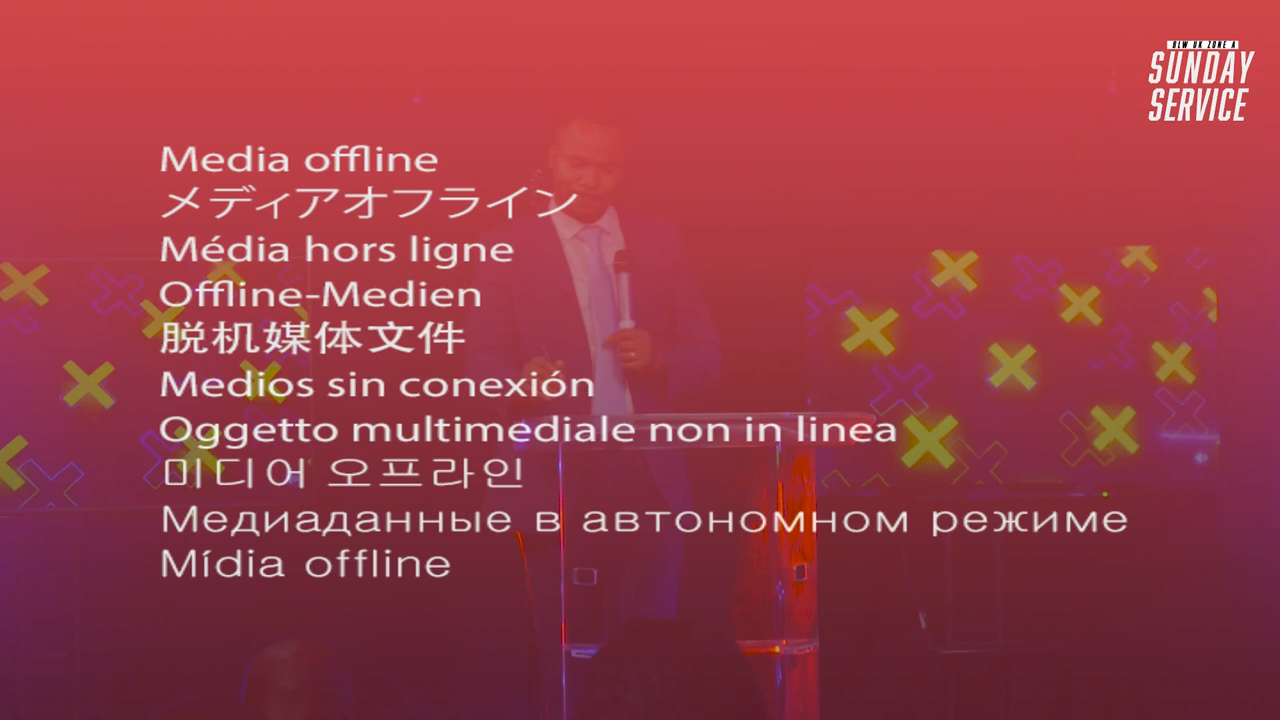 BLW UK ZONE A
SUNDAY
SERVICE
Media offline
メディアオフライン
Média hors ligne
Offline-Medien
脱机媒体文件
Medios sin conexión
Oggetto multimediale non in linea
미디어 오프라인
Медиаданные в автономном режиме
Mídia offline